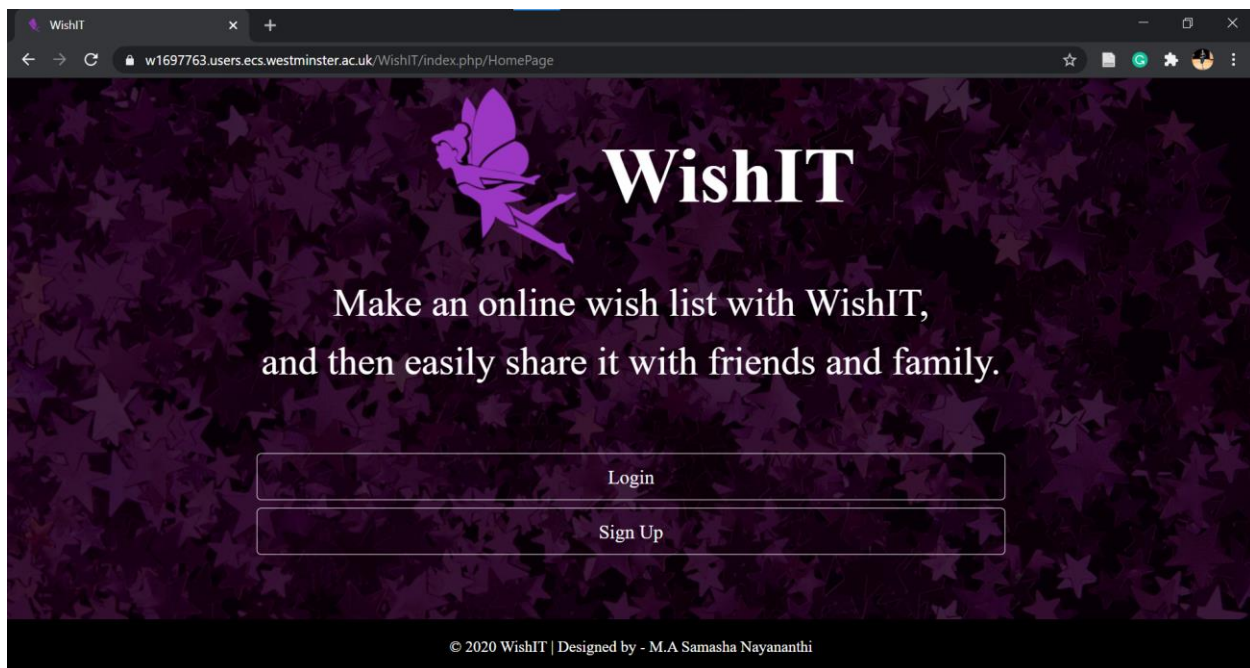 WishIT
w1697763.users.ecs.westminster.ac.uk/WishIT/index.php/HomePage
WishIT
Make an online wish list with WishIT,
and then easily share it with friends and family.
Login
Sign Up
© 2020 WishIT | Designed by - M.A Samasha Nayananthi